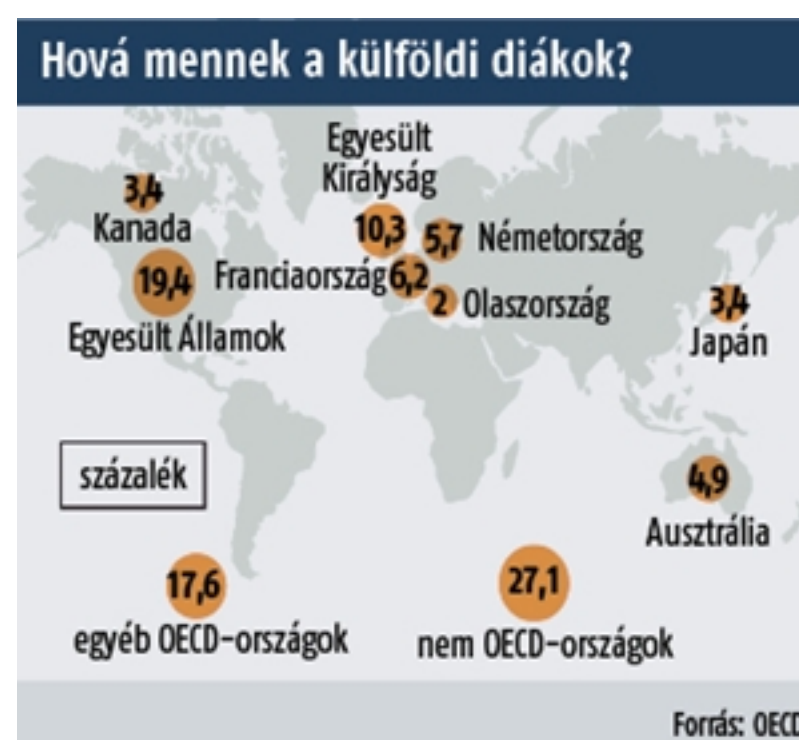 Hová mennek a külföldi diákok?
Egyesült
Királyság
3,4
Kanada
10,3
5,7 Németország
19,4
Franciaország 6,2
2 Olaszország
3,4
Egyesült Államok
Japán
százalék
4,9
Ausztrália
17,6
27,1
egyéb OECD-országok
nem OECD-országok
Forrás: OECD